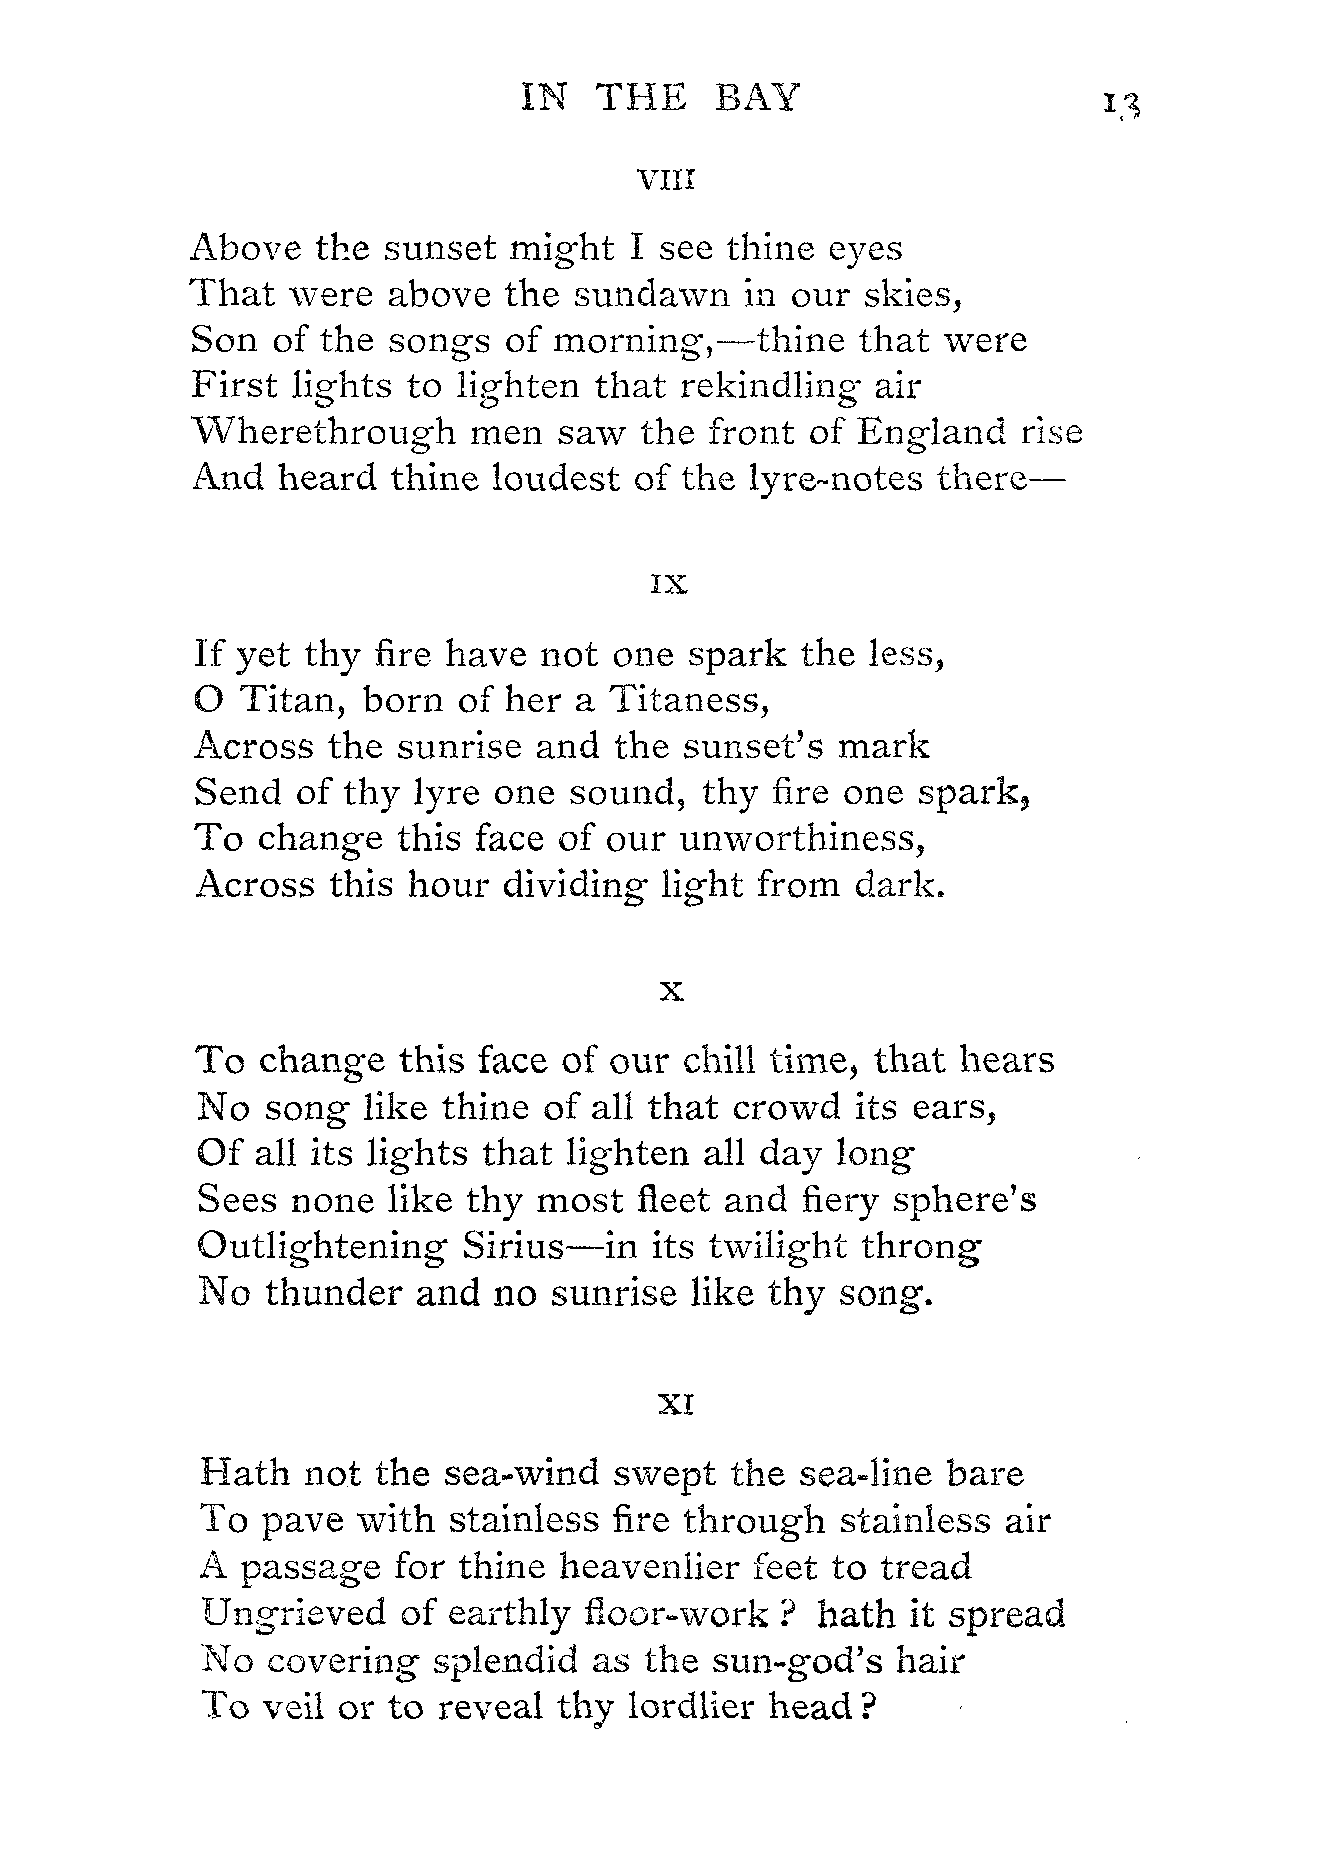 IN THE BAY 13
VIII
Above the sunset might I see thine eyes
That were above the sundawn in our skies,
Son of the songs of morning,—thine that were
First lights to lighten that rekindling air
Wherethrough men saw the front of England rise
And heard thine loudest of the lyre-notes there—
IX
If yet thy fire have not one spark the less,
O Titan, born of her a Titaness,
Across the sunrise and the sunset's mark
Send of thy lyre one sound, thy fire one spark,
To change this face of our unworthiness,
Across this hour dividing light from dark.
X
To change this face of our chill time, that hears
No song like thine of all that crowd its ears,
Of all its lights that lighten all day long
Sees none like thy most fleet and fiery sphere's
Outlightening Sirius—in its twilight throng
No thunder and no sunrise like thy song.
XI
Hath not the sea-wind swept the sea-line bare
To pave with stainless fire through stainless air
A passage for thine heavenlier feet to tread
Ungrieved of earthly floor-work? hath it spread
No covering splendid as the sun-god's hair
To veil or to reveal thy lordlier head?